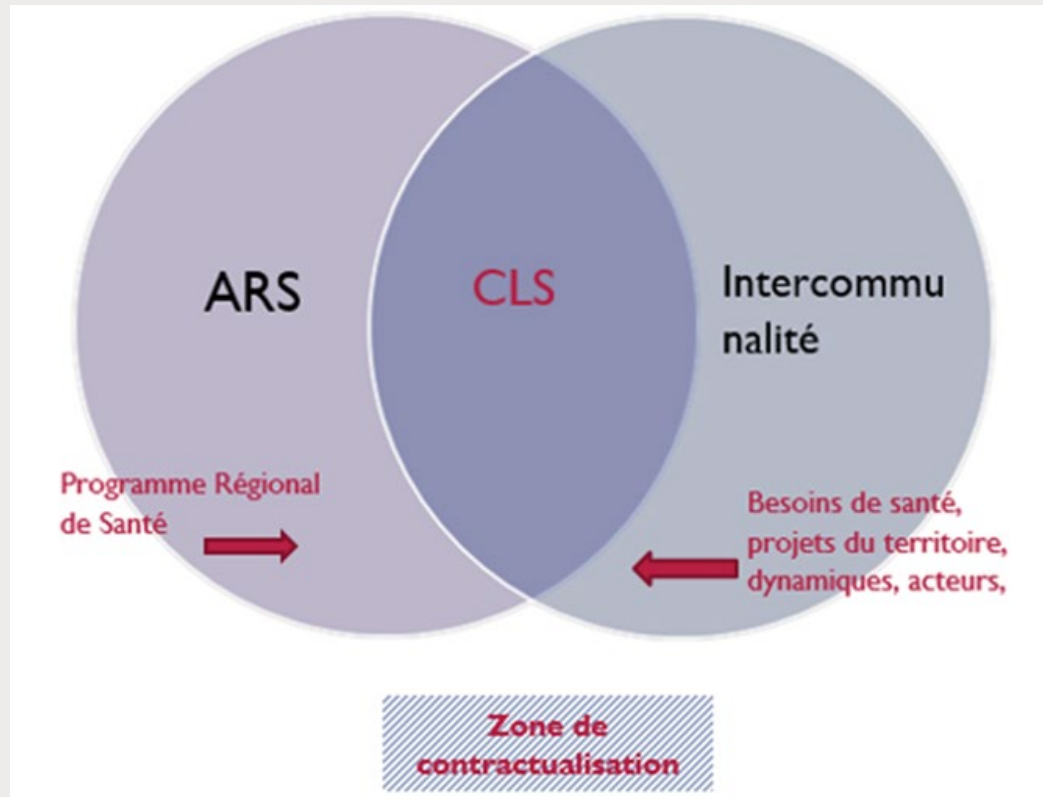 ARS
CLS
Intercommu
nalité
Programme Régional
de Santé
Besoins de santé,
projets du territoire,
dynamiques, acteurs,
Zone de
contractualisation